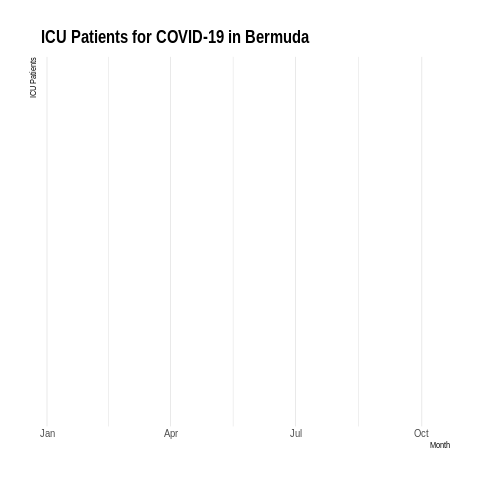 ICU Patients for COVID-19 in Bermuda
ICU Patients
Jan Apr Jul Oct
Month